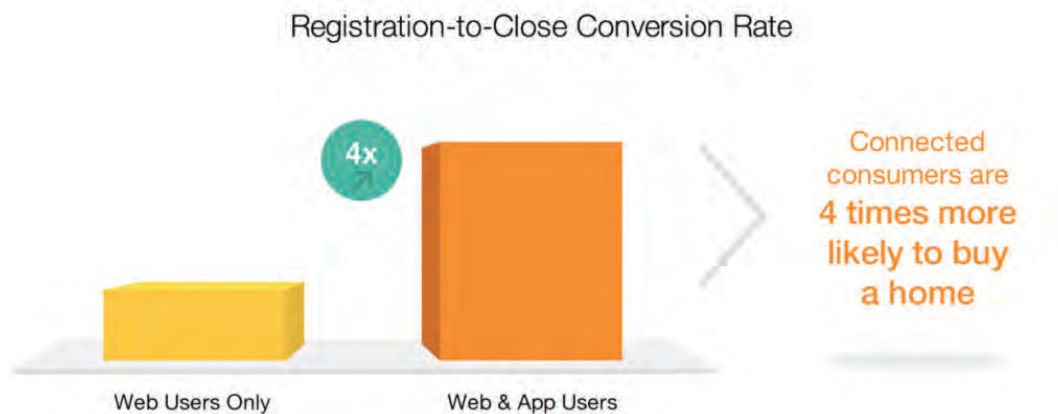 Registration-to-Close Conversion Rate
4x
Connected
consumers are
4 times more
likely to buy
a home
Web Users Only
Web & App Users